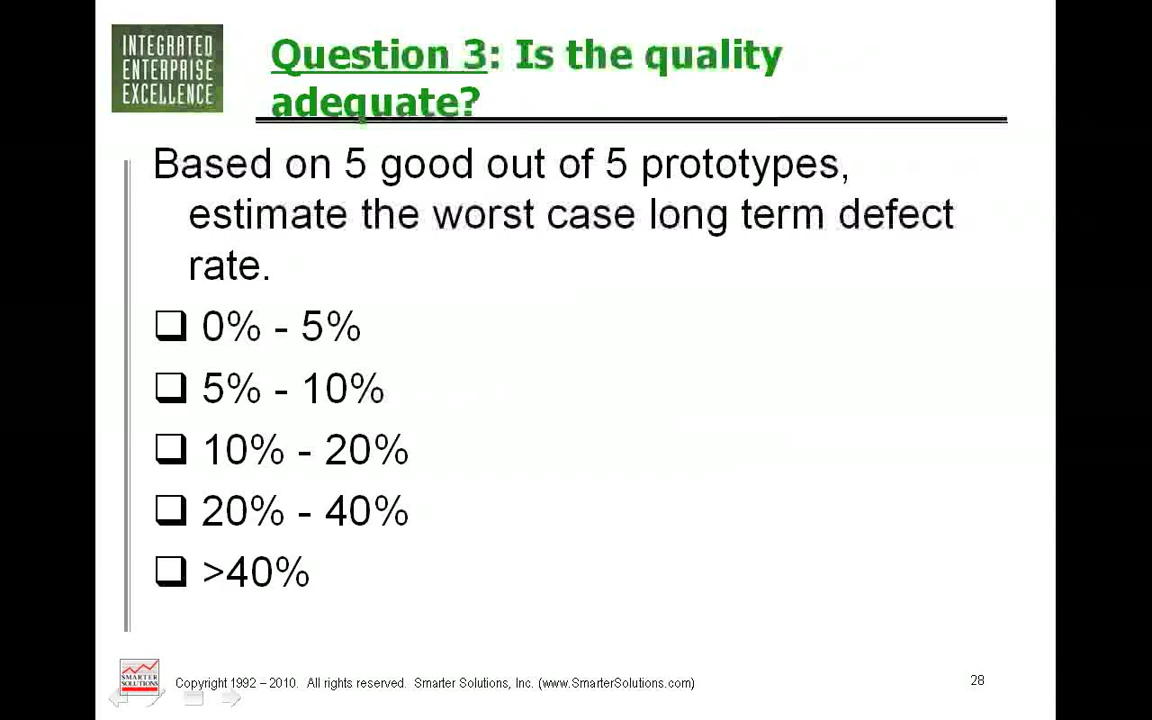 INTEGRATED
ENTERPRISE
EXCELLENCE
Question 3: Is the quality
adequate?
Based on 5 good out of 5 prototypes,
estimate the worst case long term defect
rate.
0% - 5%
5% - 10%
10% - 20%
20% - 40%
>40%
SMARTER
SOLUTIONS
Copyright 1992 – 2010. All rights reserved. Smarter Solutions, Inc. (www.SmarterSolutions.com)
28